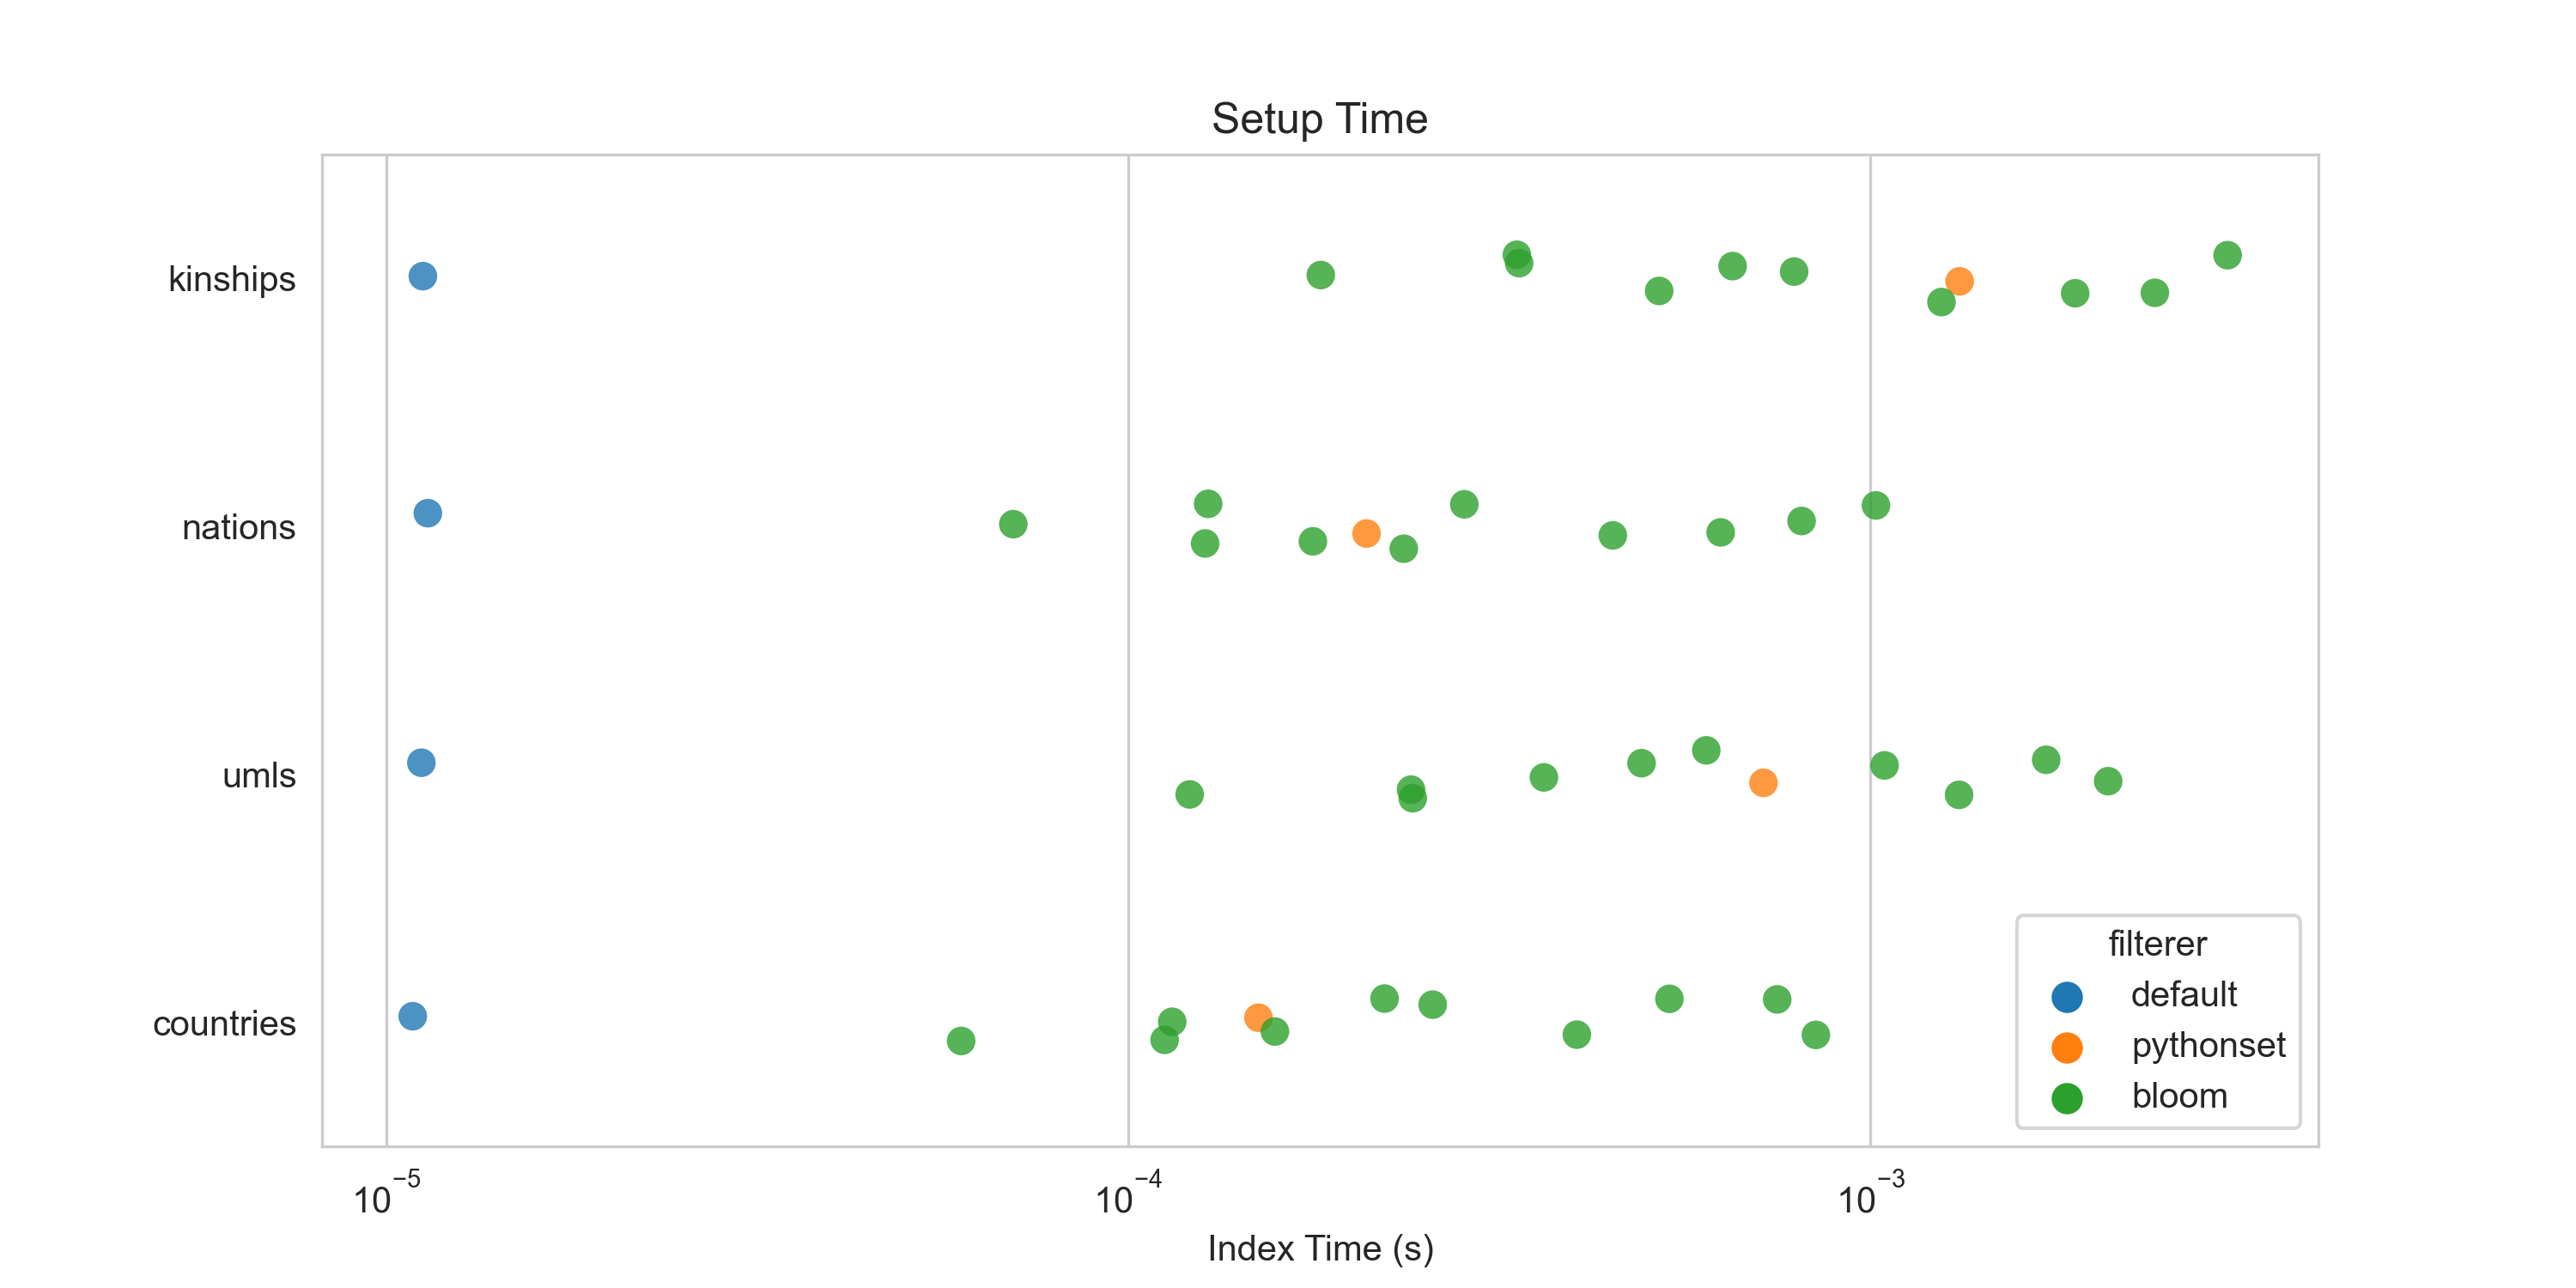 Setup Time
kinships
nations
umls
countries
filterer
default
pythonset
bloom
10⁻⁵ 10⁻⁴ 10⁻³
Index Time (s)